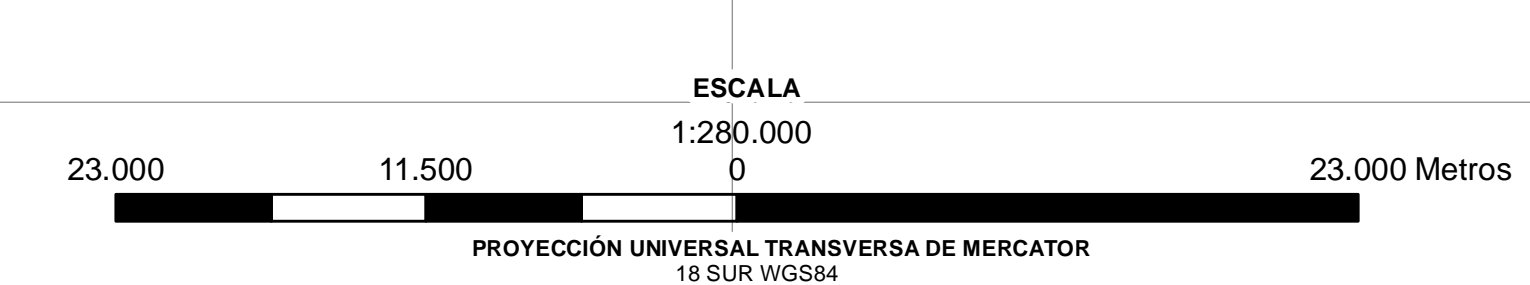 ESCALA
1:280.000
23.000 11.500 0 23.000 Metros
PROYECCIÓN UNIVERSAL TRANSVERSA DE MERCATOR
18 SUR WGS84